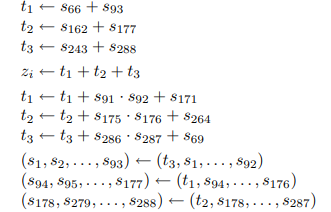 t₁ ← s₆₆ + s₉₃
t₂ ← s₁₆₂ + s₁₇₇
t₃ ← s₂₄₃ + s₂₈₈
zᵢ ← t₁ + t₂ + t₃
t₁ ← t₁ + s₉₁ · s₉₂ + s₁₇₁
t₂ ← t₂ + s₁₇₅ · s₁₇₆ + s₂₆₄
t₃ ← t₃ + s₂₈₆ · s₂₈₇ + s₆₉
(s₁, s₂, . . . , s₉₃) ← (t₃, s₁, . . . , s₉₂)
(s₉₄, s₉₅, . . . , s₁₇₇) ← (t₁, s₉₄, . . . , s₁₇₆)
(s₁₇₈, s₂₇₉, . . . , s₂₈₈) ← (t₂, s₁₇₈, . . . , s₂₈₇)